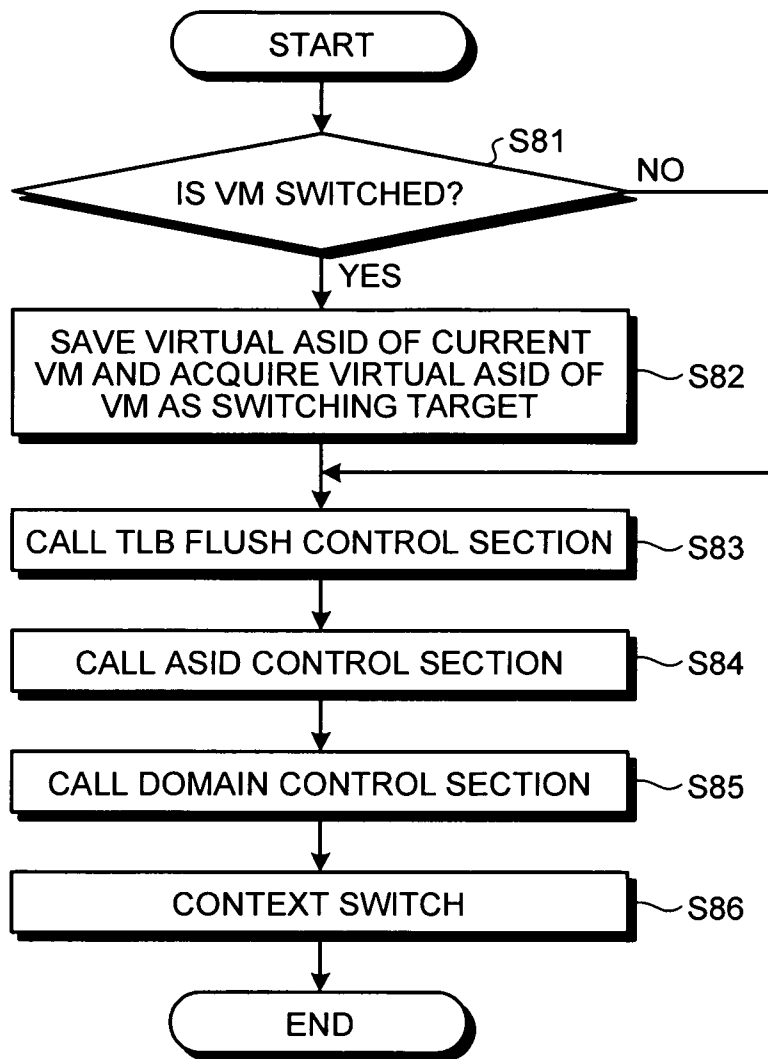 START
S81
IS VM SWITCHED?
NO
YES
SAVE VIRTUAL ASID OF CURRENT
VM AND ACQUIRE VIRTUAL ASID OF
VM AS SWITCHING TARGET
S82
CALL TLB FLUSH CONTROL SECTION
S83
CALL ASID CONTROL SECTION
S84
CALL DOMAIN CONTROL SECTION
S85
CONTEXT SWITCH
S86
END